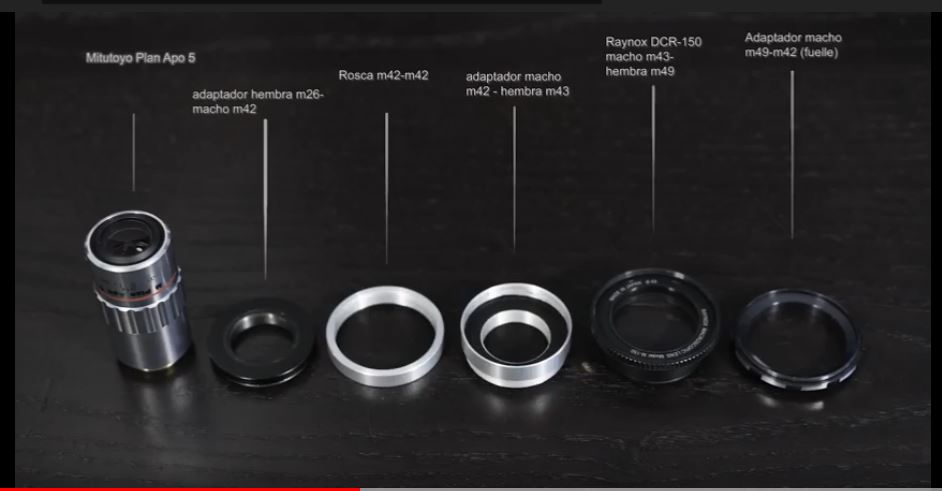 Mitutoyo Plan Apo 5
adaptador hembra m26-
macho m42
Rosca m42-m42
adaptador macho
m42 - hembra m43
Raynox DCR-150
macho m43-
hembra m49
Adaptador macho
m49-m42 (fuelle)